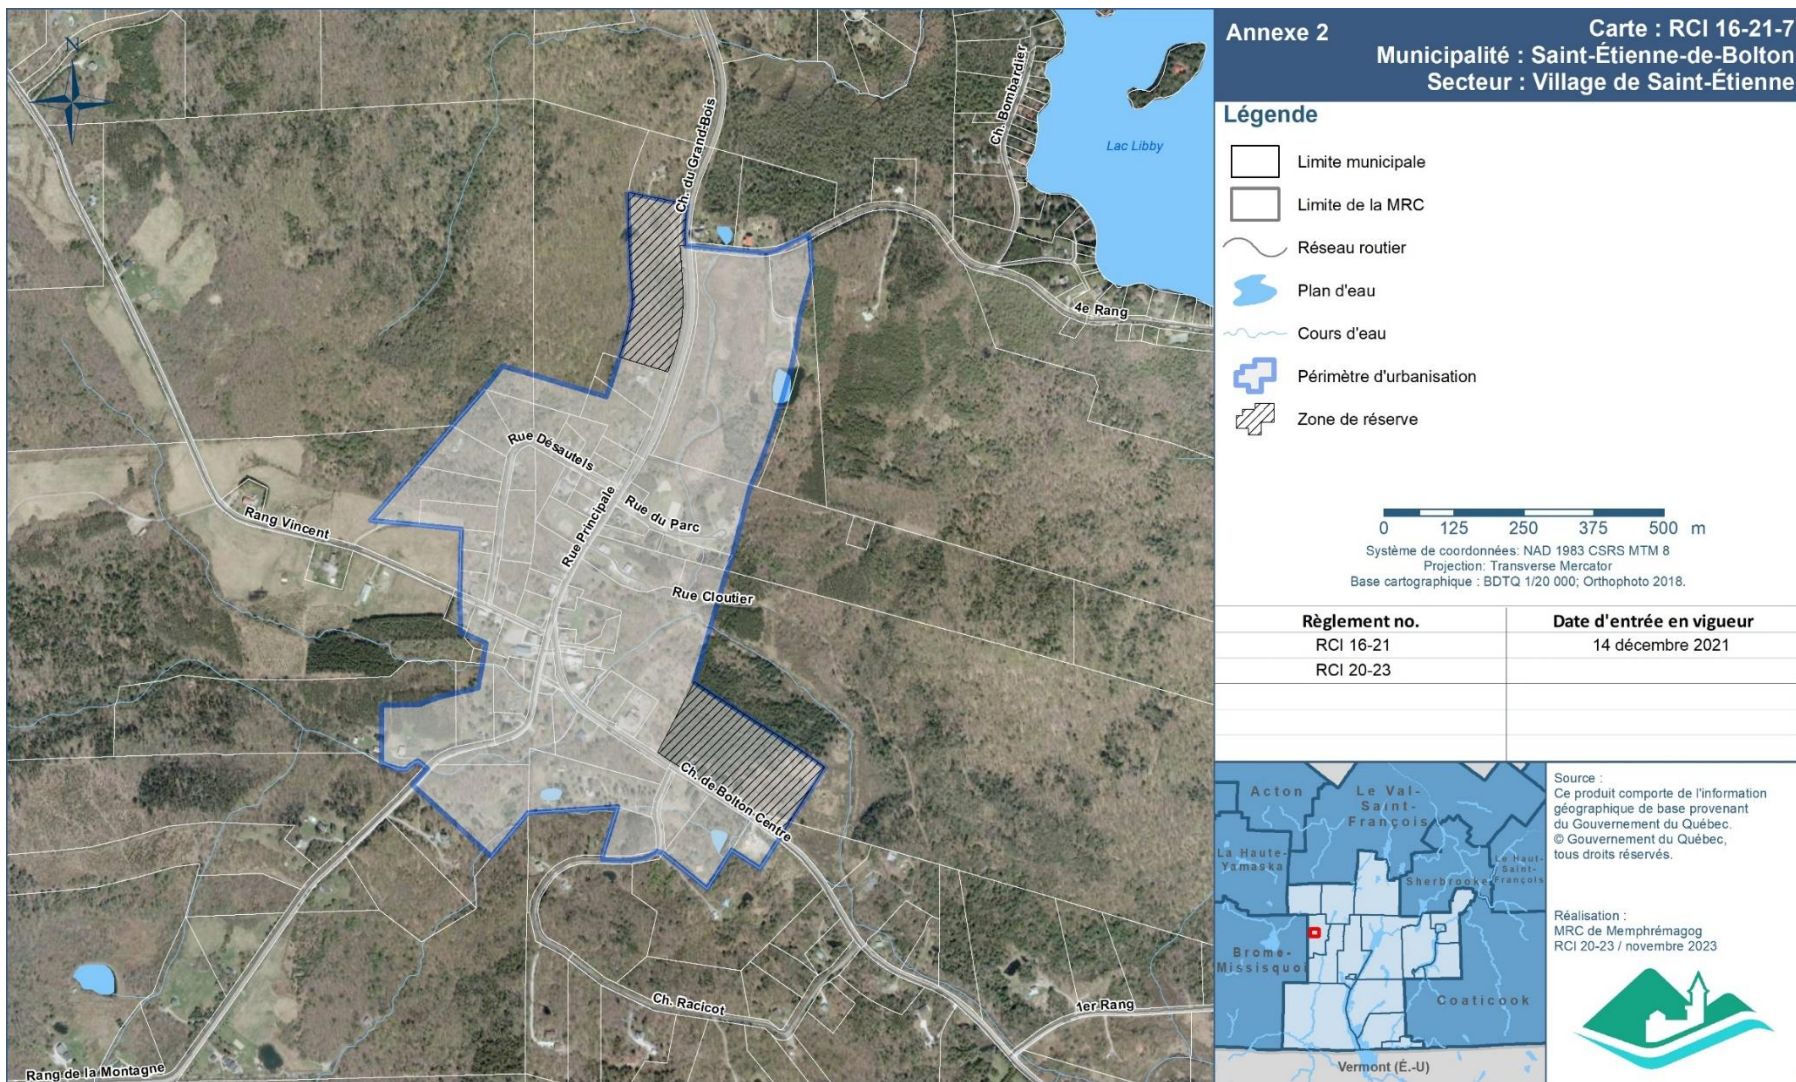 Annexe 2
Carte : RCI 16-21-7
Municipalité : Saint-Étienne-de-Bolton
Secteur : Village de Saint-Étienne
N
Ch. du Grand-Bois
Ch. Bombardier
Lac Libby
4e Rang
Rue Désautels
Rue Principale
Rue du Parc
Rang Vincent
Rue Cloutier
Ch. de Bolton Centre
Ch. Racicot
1er Rang
Rang de la Montagne
Légende
Limite municipale
Limite de la MRC
Réseau routier
Plan d'eau
Cours d'eau
Périmètre d'urbanisation
Zone de réserve
0 125 250 375 500 m
Système de coordonnées: NAD 1983 CSRS MTM 8
Projection: Transverse Mercator
Base cartographique : BDTQ 1/20 000; Orthophoto 2018.
Règlement no. Date d'entrée en vigueur
RCI 16-21 14 décembre 2021
RCI 20-23
Acton
Le Val-
Saint-
François
La Haute-
Yamaska
Sherbrooke
Le Haut-
Saint-
François
Brome-
Missisquoi
Coaticook
Vermont (É.-U)
Source :
Ce produit comporte de l'information
géographique de base provenant
du Gouvernement du Québec.
© Gouvernement du Québec,
tous droits réservés.
Réalisation :
MRC de Memphrémagog
RCI 20-23 / novembre 2023